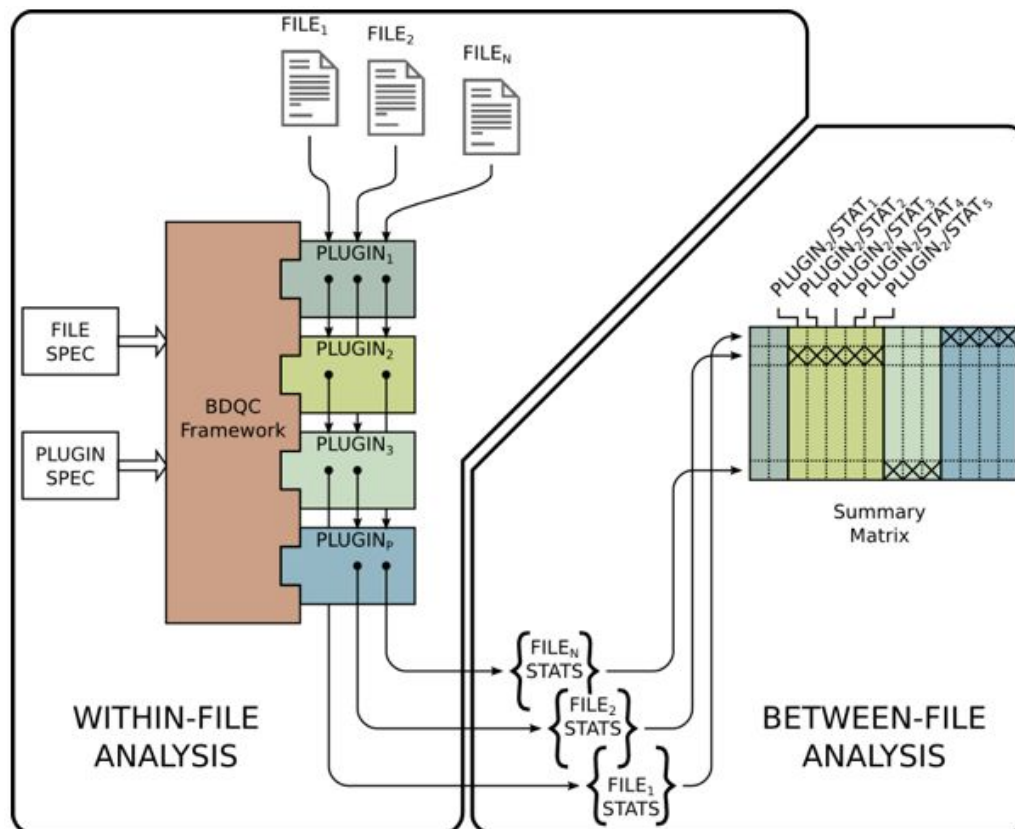 FILE₁
FILE₂
FILEₙ
PLUGIN₁
PLUGIN₂
PLUGIN₃
PLUGINₚ
BDQC
Framework
FILE
SPEC
PLUGIN
SPEC
PLUGIN₂/STAT₁
PLUGIN₂/STAT₂
PLUGIN₂/STAT₃
PLUGIN₂/STAT₄
PLUGIN₂/STAT₅
Summary
Matrix
FILEₙ
STATS
FILE₂
STATS
FILE₁
STATS
WITHIN-FILE
ANALYSIS
BETWEEN-FILE
ANALYSIS